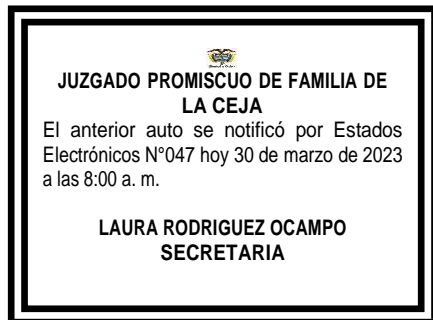 JUZGADO PROMISCUO DE FAMILIA DE
LA CEJA
El anterior auto se notificó por Estados
Electrónicos N°047 hoy 30 de marzo de 2023
a las 8:00 a. m.
LAURA RODRIGUEZ OCAMPO
SECRETARIA